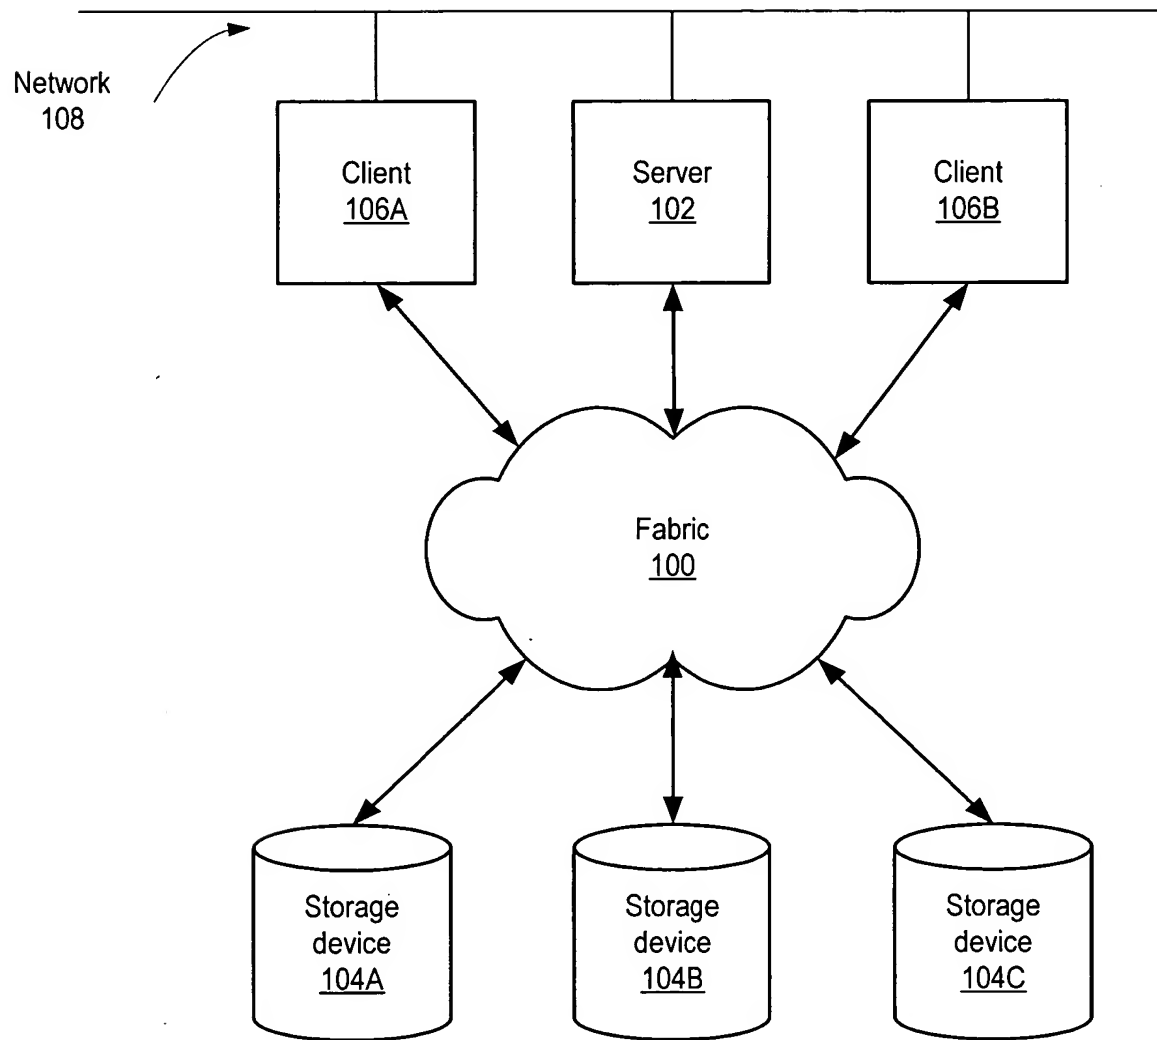 Network
108
Client
106A
Server
102
Client
106B
Fabric
100
Storage
device
104A
Storage
device
104B
Storage
device
104C